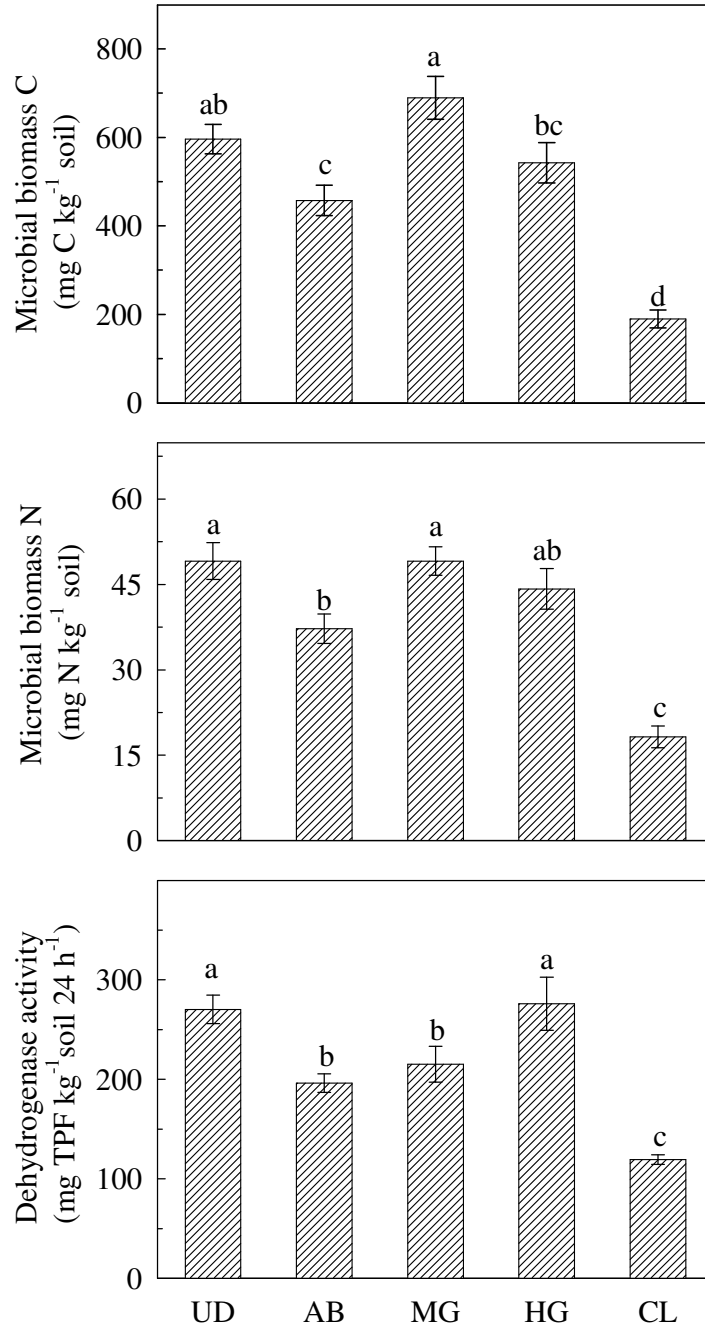 Microbial biomass C
(mg C kg⁻¹ soil)
800
600
400
200
0
ab
c
a
bc
d
Microbial biomass N
(mg N kg⁻¹ soil)
60
45
30
15
0
a
b
a
ab
c
Dehydrogenase activity
(mg TPF kg⁻¹ soil 24 h⁻¹)
300
200
100
0
a
b
b
a
c
UD AB MG HG CL